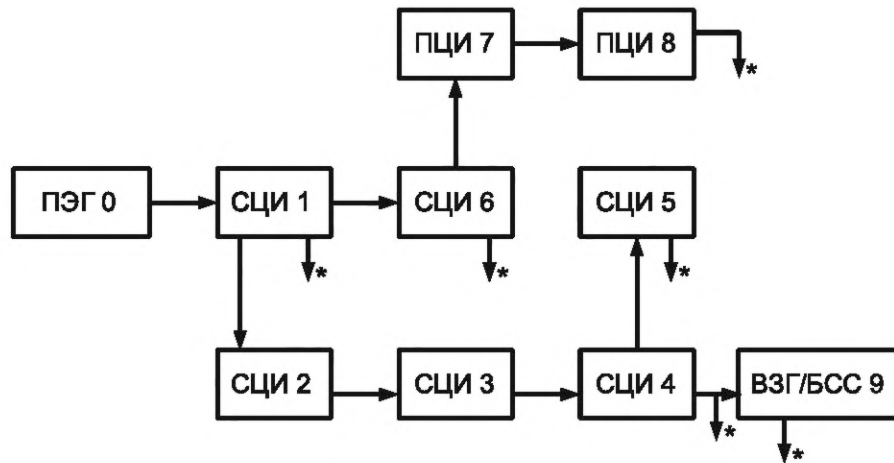 ПЦИ 7
ПЦИ 8
*
ПЭГ 0
СЦИ 1
СЦИ 6
СЦИ 5
*
*
*
СЦИ 2
СЦИ 3
СЦИ 4
ВЗГ/БСС 9
*
*